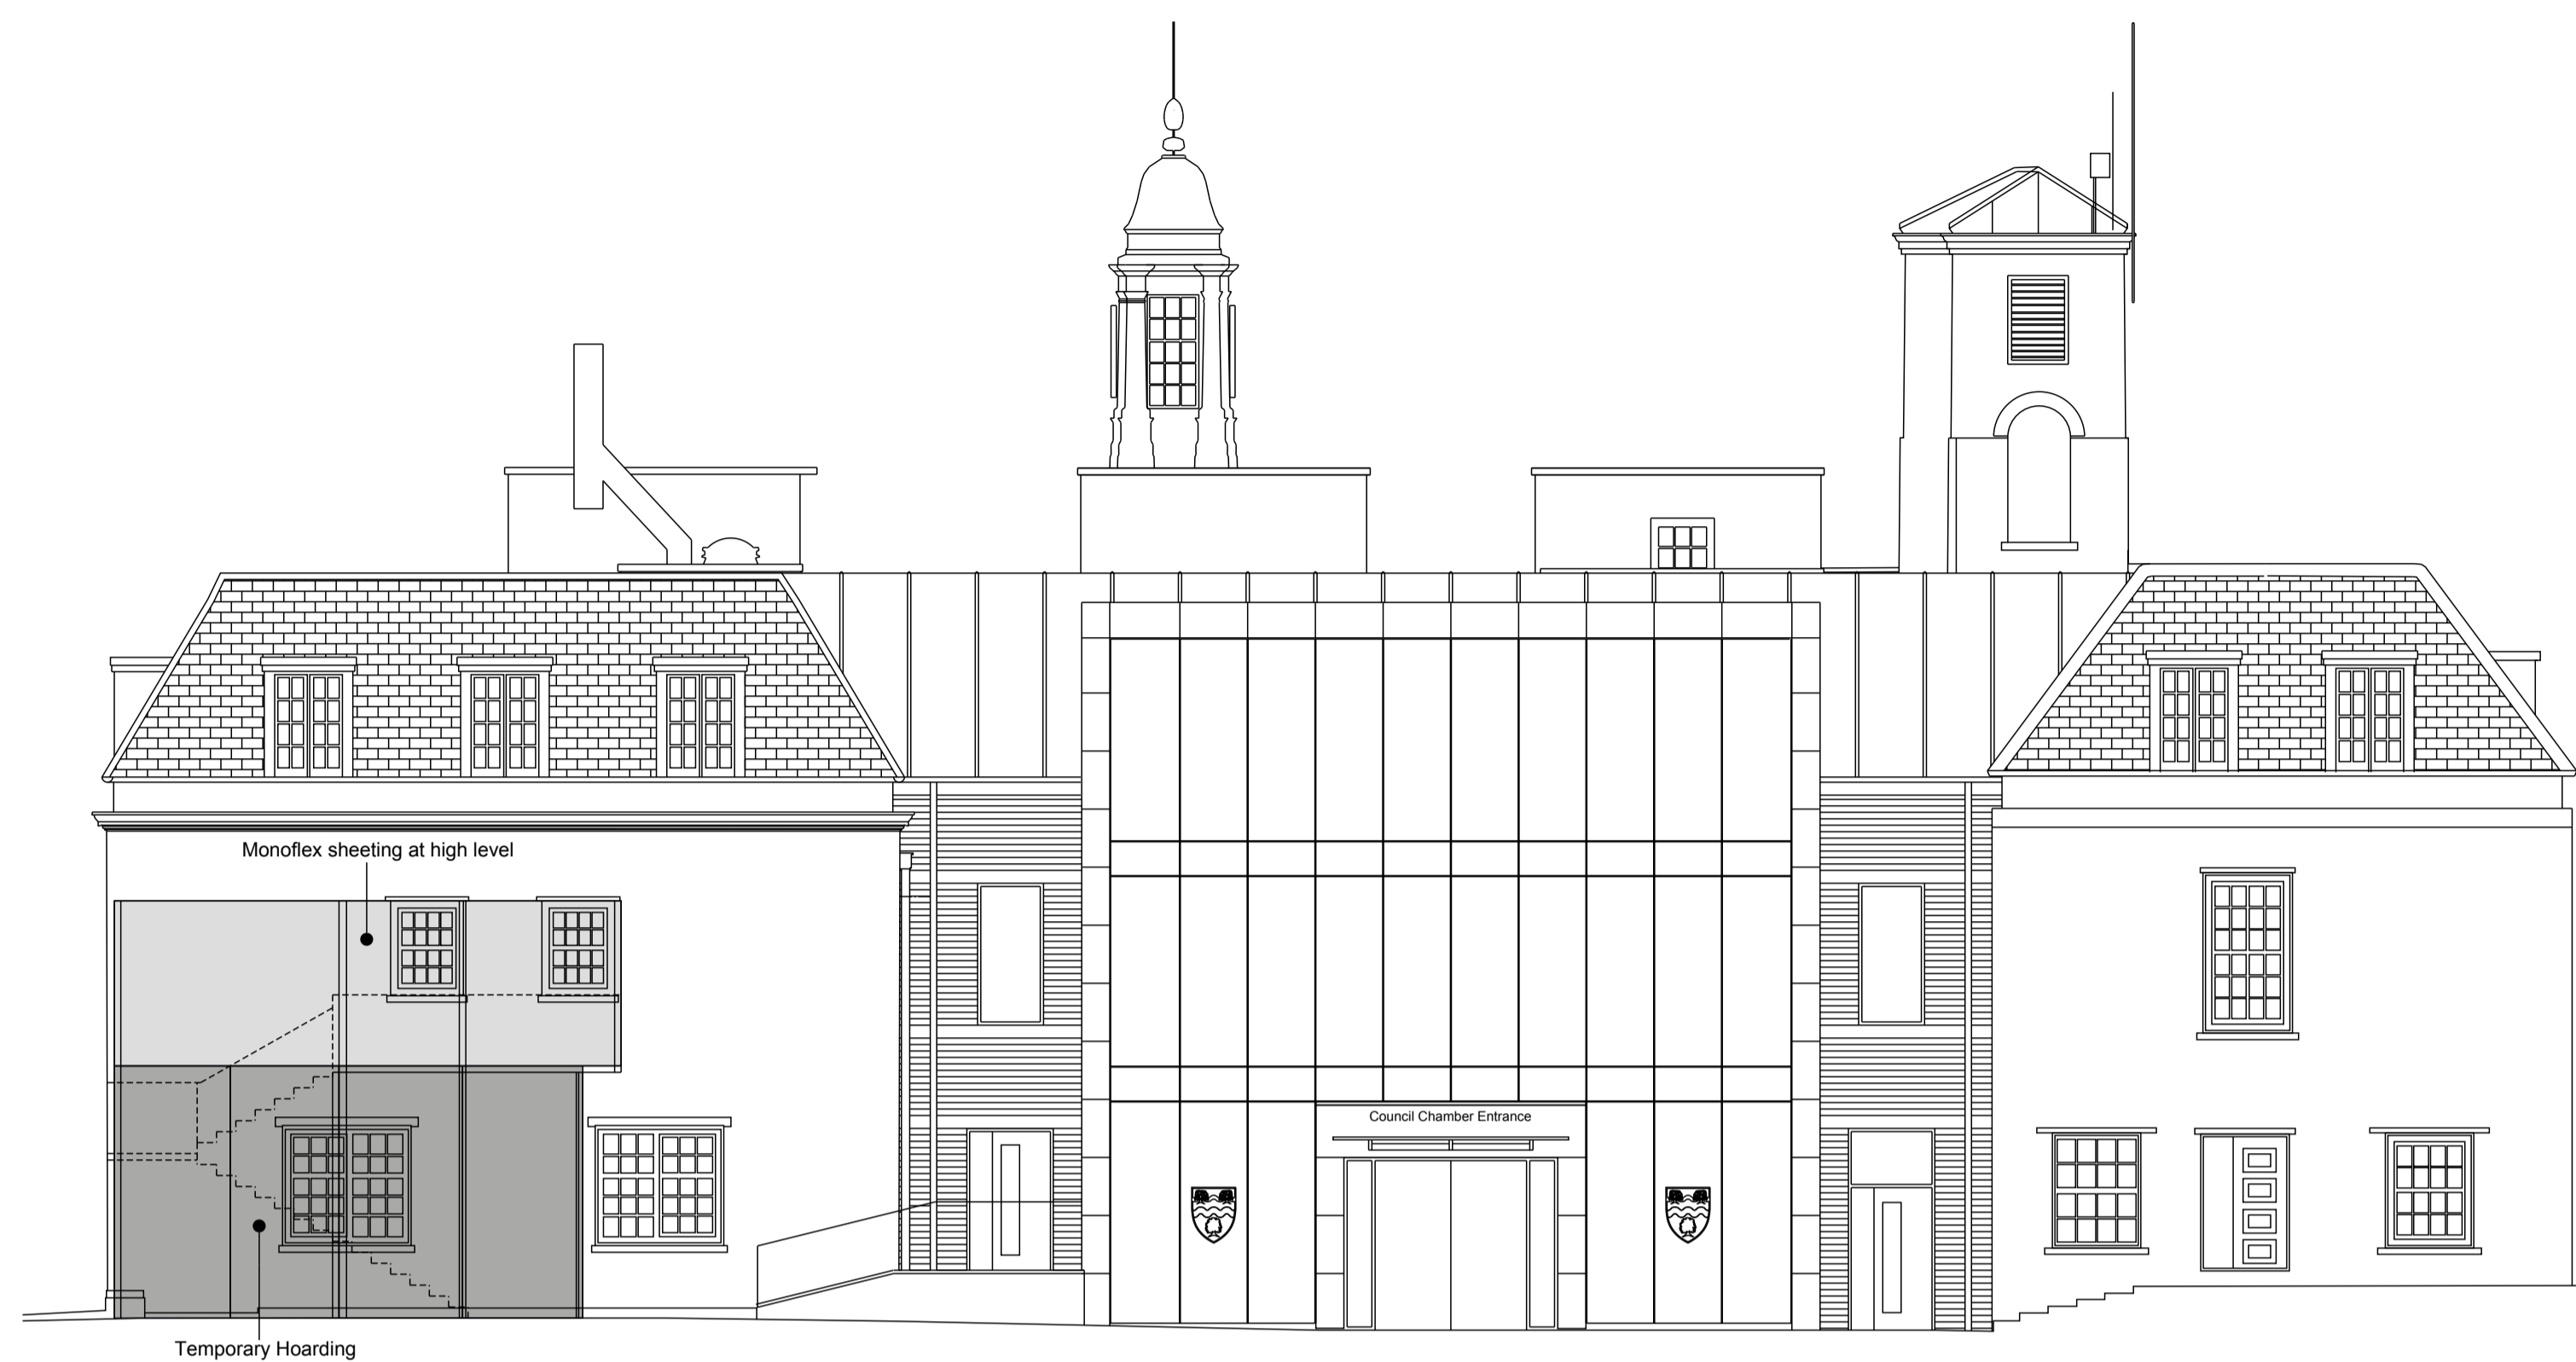 Monoflex sheeting at high level
Council Chamber Entrance
Temporary Hoarding